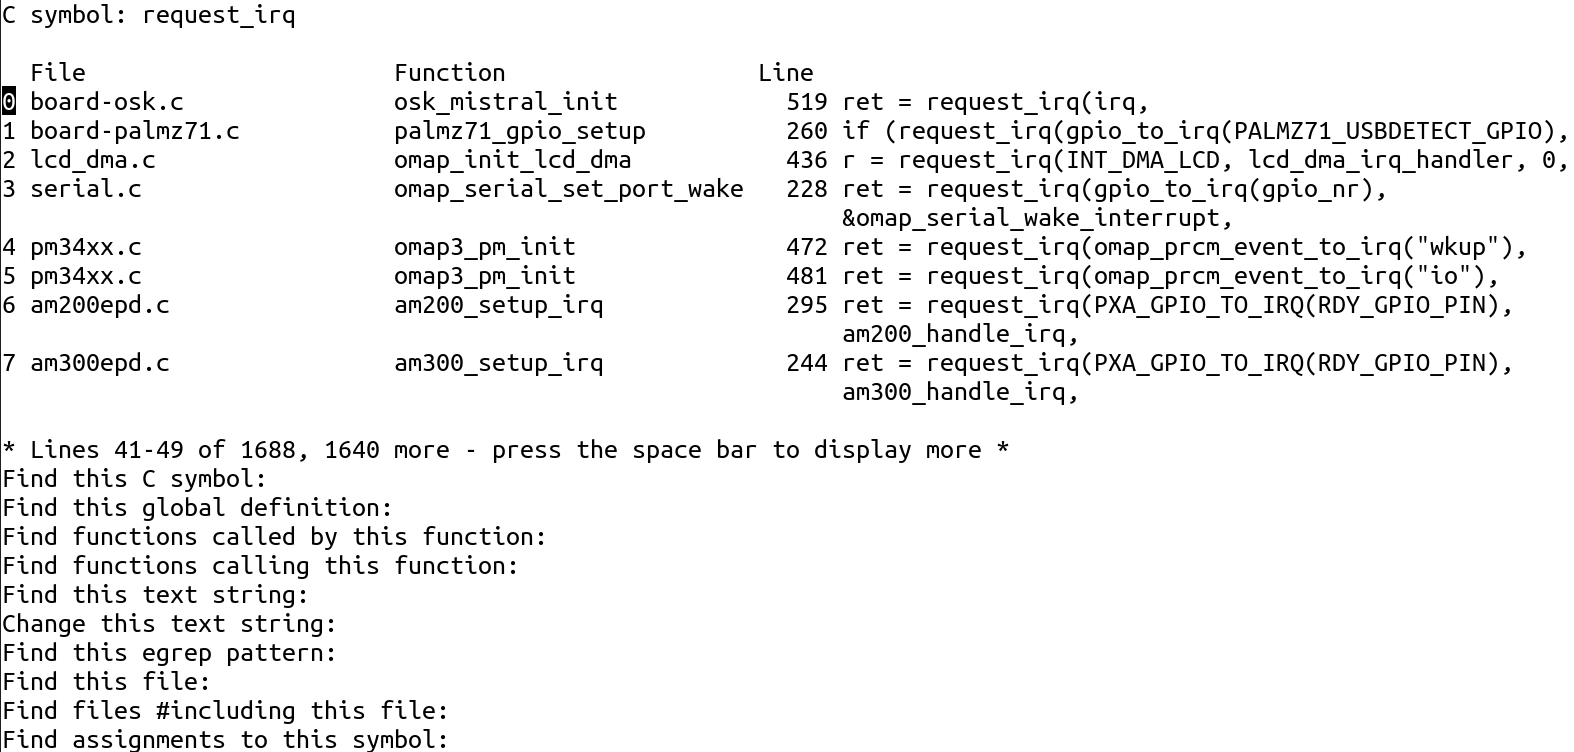 C symbol: request_irq
File Function Line
0 board-osk.c osk_mistral_init 519 ret = request_irq(irq,
1 board-palmz71.c palmz71_gpio_setup 260 if (request_irq(gpio_to_irq(PALMZ71_USBDETECT_GPIO),
2 lcd_dma.c omap_init_lcd_dma 436 r = request_irq(INT_DMA_LCD, lcd_dma_irq_handler, 0,
3 serial.c omap_serial_set_port_wake 228 ret = request_irq(gpio_to_irq(gpio_nr),
&omap_serial_wake_interrupt,
4 pm34xx.c omap3_pm_init 472 ret = request_irq(omap_prcm_event_to_irq("wkup"),
5 pm34xx.c omap3_pm_init 481 ret = request_irq(omap_prcm_event_to_irq("io"),
6 am200epd.c am200_setup_irq 295 ret = request_irq(PXA_GPIO_TO_IRQ(RDY_GPIO_PIN),
am200_handle_irq,
7 am300epd.c am300_setup_irq 244 ret = request_irq(PXA_GPIO_TO_IRQ(RDY_GPIO_PIN),
am300_handle_irq,
* Lines 41-49 of 1688, 1640 more - press the space bar to display more *
Find this C symbol:
Find this global definition:
Find functions called by this function:
Find functions calling this function:
Find this text string:
Change this text string:
Find this egrep pattern:
Find this file:
Find files #including this file:
Find assignments to this symbol: